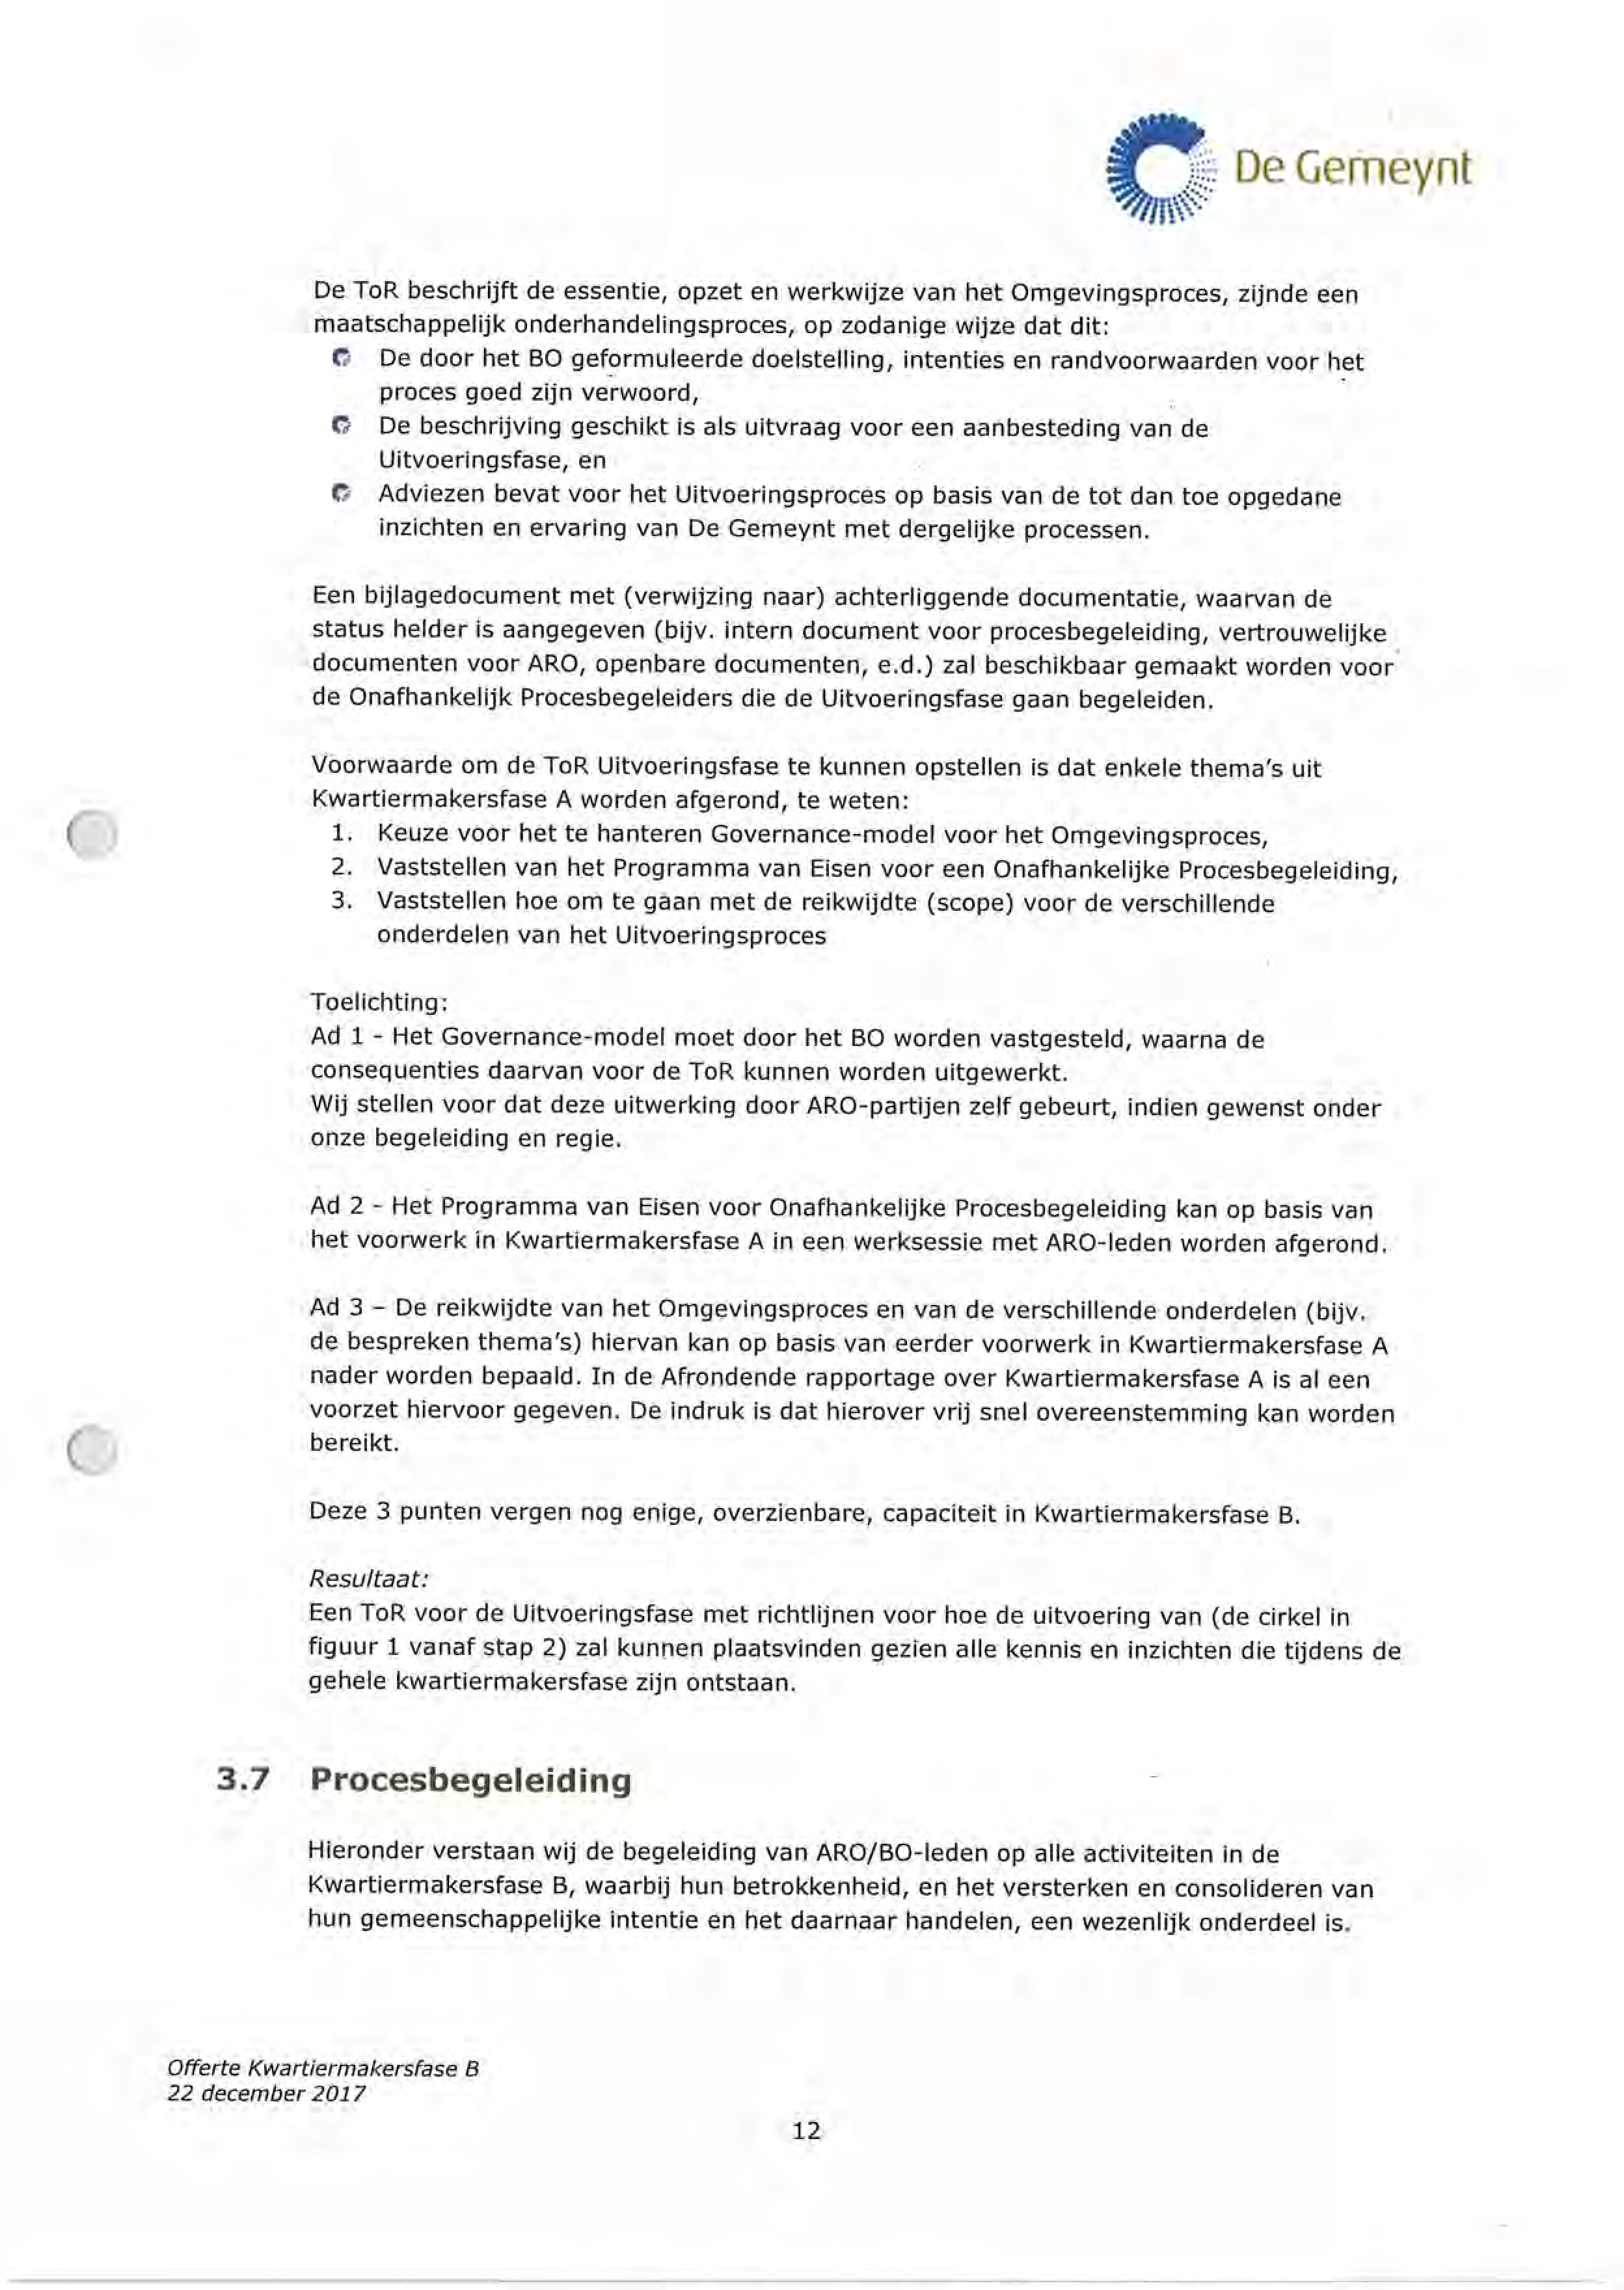 De Gemeynt
De ToR beschrijft de essentie, opzet en werkwijze van het Omgevingsproces, zijnde een
maatschappelijk onderhandelingsproces, op zodanige wijze dat dit:
De door het BO geformuleerde doelstelling, intenties en randvoorwaarden voor het
proces goed zijn verwoord,
De beschrijving geschikt is als uitvraag voor een aanbesteding van de
Uitvoeringsfase, en
Adviezen bevat voor het Uitvoeringsproces op basis van de tot dan toe opgedane
inzichten en ervaring van De Gemeynt met dergelijke processen.
Een bijlagedocument met (verwijzing naar) achterliggende documentatie, waarvan de
status helder is aangegeven (bijv. intern document voor procesbegeleiding, vertrouwelijke
documenten voor ARO, openbare documenten, e.d.) zal beschikbaar gemaakt worden voor
de Onafhankelijk Procesbegeleiders die de Uitvoeringsfase gaan begeleiden.
Voorwaarde om de ToR Uitvoeringsfase te kunnen opstellen is dat enkele thema's uit
Kwartiermakersfase A worden afgerond, te weten:
1. Keuze voor het te hanteren Governance-model voor het Omgevingsproces,
2. Vaststellen van het Programma van Eisen voor een Onafhankelijke Procesbegeleiding,
3. Vaststellen hoe om te gaan met de reikwijdte (scope) voor de verschillende
onderdelen van het Uitvoeringsproces
Toelichting:
Ad 1 - Het Governance-model moet door het BO worden vastgesteld, waarna de
consequenties daarvan voor de ToR kunnen worden uitgewerkt.
Wij stellen voor dat deze uitwerking door ARO-partijen zelf gebeurt, indien gewenst onder
onze begeleiding en regie.
Ad 2 - Het Programma van Eisen voor Onafhankelijke Procesbegeleiding kan op basis van
het voorwerk in Kwartiermakersfase A in een werksessie met ARO-leden worden afgerond.
Ad 3 – De reikwijdte van het Omgevingsproces en van de verschillende onderdelen (bijv.
de bespreken thema's) hiervan kan op basis van eerder voorwerk in Kwartiermakersfase A
nader worden bepaald. In de Afrondende rapportage over Kwartiermakersfase A is al een
voorzet hiervoor gegeven. De indruk is dat hierover vrij snel overeenstemming kan worden
bereikt.
Deze 3 punten vergen nog enige, overzienbare, capaciteit in Kwartiermakersfase B.
Resultaat:
Een ToR voor de Uitvoeringsfase met richtlijnen voor hoe de uitvoering van (de cirkel in
figuur 1 vanaf stap 2) zal kunnen plaatsvinden gezien alle kennis en inzichten die tijdens de
gehele kwartiermakersfase zijn ontstaan.
3.7 Procesbegeleiding
Hieronder verstaan wij de begeleiding van ARO/BO-leden op alle activiteiten in de
Kwartiermakersfase B, waarbij hun betrokkenheid, en het versterken en consolideren van
hun gemeenschappelijke intentie en het daarnaar handelen, een wezenlijk onderdeel is.
Offerte Kwartiermakersfase B
22 december 2017
12